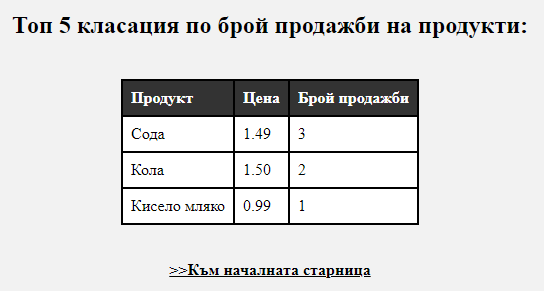 Топ 5 класация по брой продажби на продукти:
Продукт Цена Брой продажби
Сода 1.49 3
Кола 1.50 2
Кисело мляко 0.99 1
>>Към началната старница